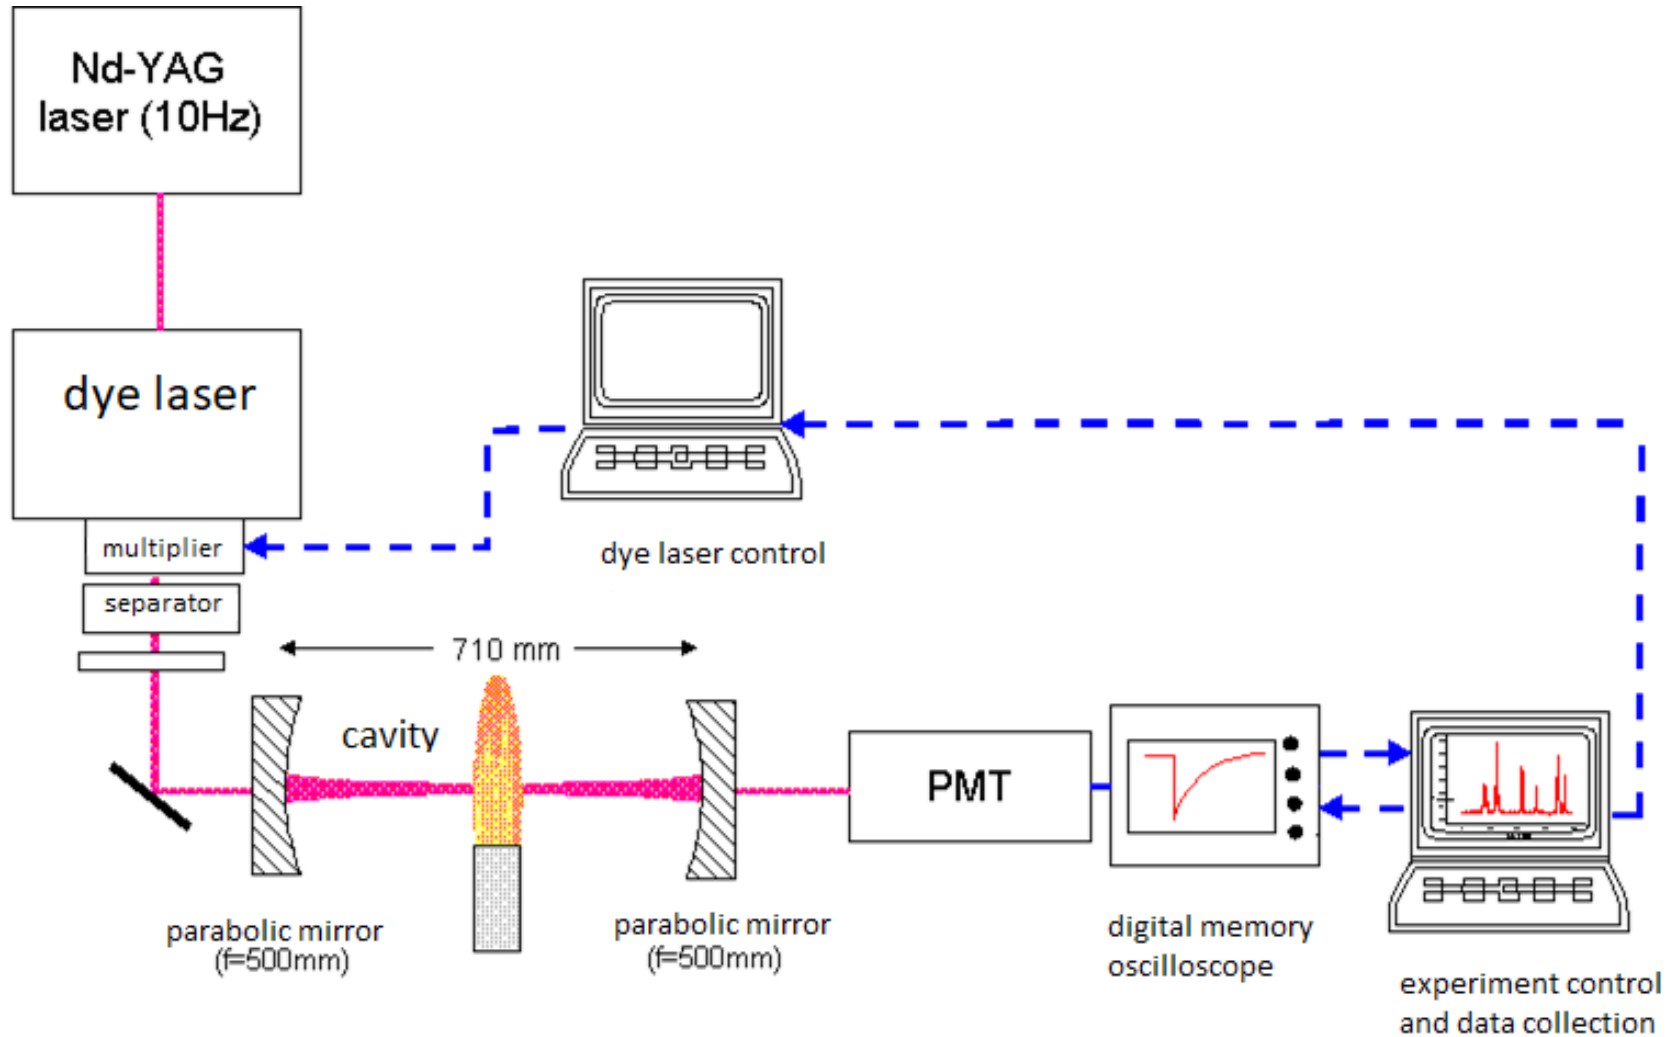 Nd-YAG
laser (10Hz)
dye laser
multiplier
separator
dye laser control
710 mm
cavity
PMT
parabolic mirror
(f=500mm)
parabolic mirror
(f=500mm)
digital memory
oscilloscope
experiment control
and data collection